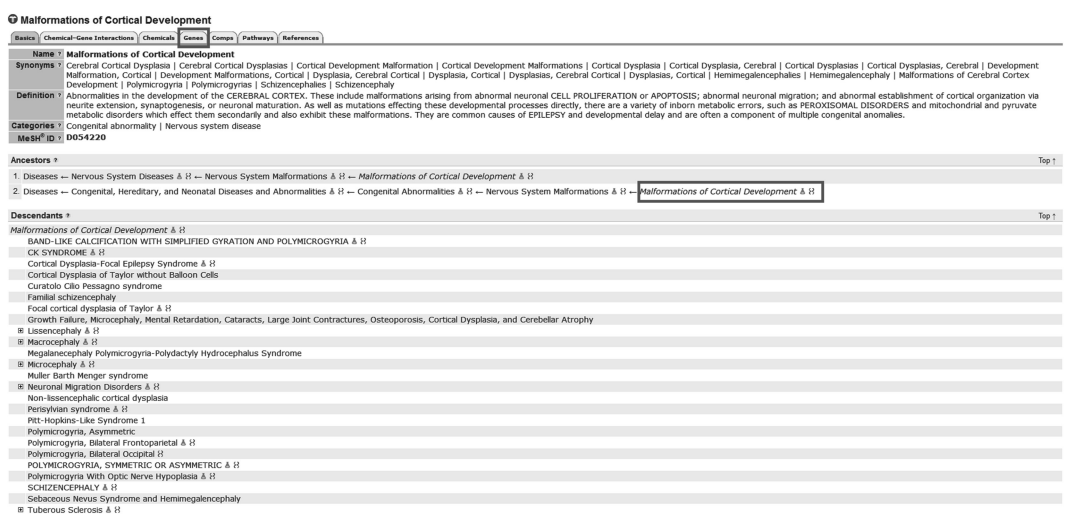 Malformations of Cortical Development
Basics Chemical–Gene Interactions Chemicals Genes Comps Pathways References
Name ? Malformations of Cortical Development
Synonyms ? Cerebral Cortical Dysplasia | Cerebral Cortical Dysplasias | Cortical Development Malformation | Cortical Development Malformations | Cortical Dysplasia | Cortical Dysplasia, Cerebral | Cortical Dysplasias | Cortical Dysplasias, Cerebral | Development
Malformation, Cortical | Development Malformations, Cortical | Dysplasia, Cerebral Cortical | Dysplasia, Cortical | Dysplasias, Cerebral Cortical | Dysplasias, Cortical | Hemimegalencephalies | Hemimegalencephaly | Malformations of Cerebral Cortex
Development | Polymicrogyria | Polymicrogyrias | Schizencephalies | Schizencephaly
Definition ? Abnormalities in the development of the CEREBRAL CORTEX. These include malformations arising from abnormal neuronal CELL PROLIFERATION or APOPTOSIS; abnormal neuronal migration; and abnormal establishment of cortical organization via
neurite extension, synaptogenesis, or neuronal maturation. As well as mutations effecting these developmental processes directly, there are a variety of inborn metabolic errors, such as PEROXISOMAL DISORDERS and mitochondrial and pyruvate
metabolic disorders which effect them secondarily and also exhibit these malformations. They are common causes of EPILEPSY and developmental delay and are often a component of multiple congenital anomalies.
Categories ? Congenital abnormality | Nervous system disease
MeSH® ID ? D054220
Ancestors ? Top ↑
1. Diseases ← Nervous System Diseases ← Nervous System Malformations ← Malformations of Cortical Development
2. Diseases ← Congenital, Hereditary, and Neonatal Diseases and Abnormalities ← Congenital Abnormalities ← Nervous System Malformations ← Malformations of Cortical Development
Descendants ? Top ↑
Malformations of Cortical Development
BAND-LIKE CALCIFICATION WITH SIMPLIFIED GYRATION AND POLYMICROGYRIA
CK SYNDROME
Cortical Dysplasia-Focal Epilepsy Syndrome
Cortical Dysplasia of Taylor without Balloon Cells
Curatolo Cilio Pessagno syndrome
Familial schizencephaly
Focal cortical dysplasia of Taylor
Growth Failure, Microcephaly, Mental Retardation, Cataracts, Large Joint Contractures, Osteoporosis, Cortical Dysplasia, and Cerebellar Atrophy
Lissencephaly
Macrocephaly
Megalanecephaly Polymicrogyria-Polydactyly Hydrocephalus Syndrome
Microcephaly
Muller Barth Menger syndrome
Neuronal Migration Disorders
Non-lissencephalic cortical dysplasia
Perisylvian syndrome
Pitt-Hopkins-Like Syndrome 1
Polymicrogyria, Asymmetric
Polymicrogyria, Bilateral Frontoparietal
Polymicrogyria, Bilateral Occipital
POLYMICROGYRIA, SYMMETRIC OR ASYMMETRIC
Polymicrogyria With Optic Nerve Hypoplasia
SCHIZENCEPHALY
Sebaceous Nevus Syndrome and Hemimegalencephaly
Tuberous Sclerosis